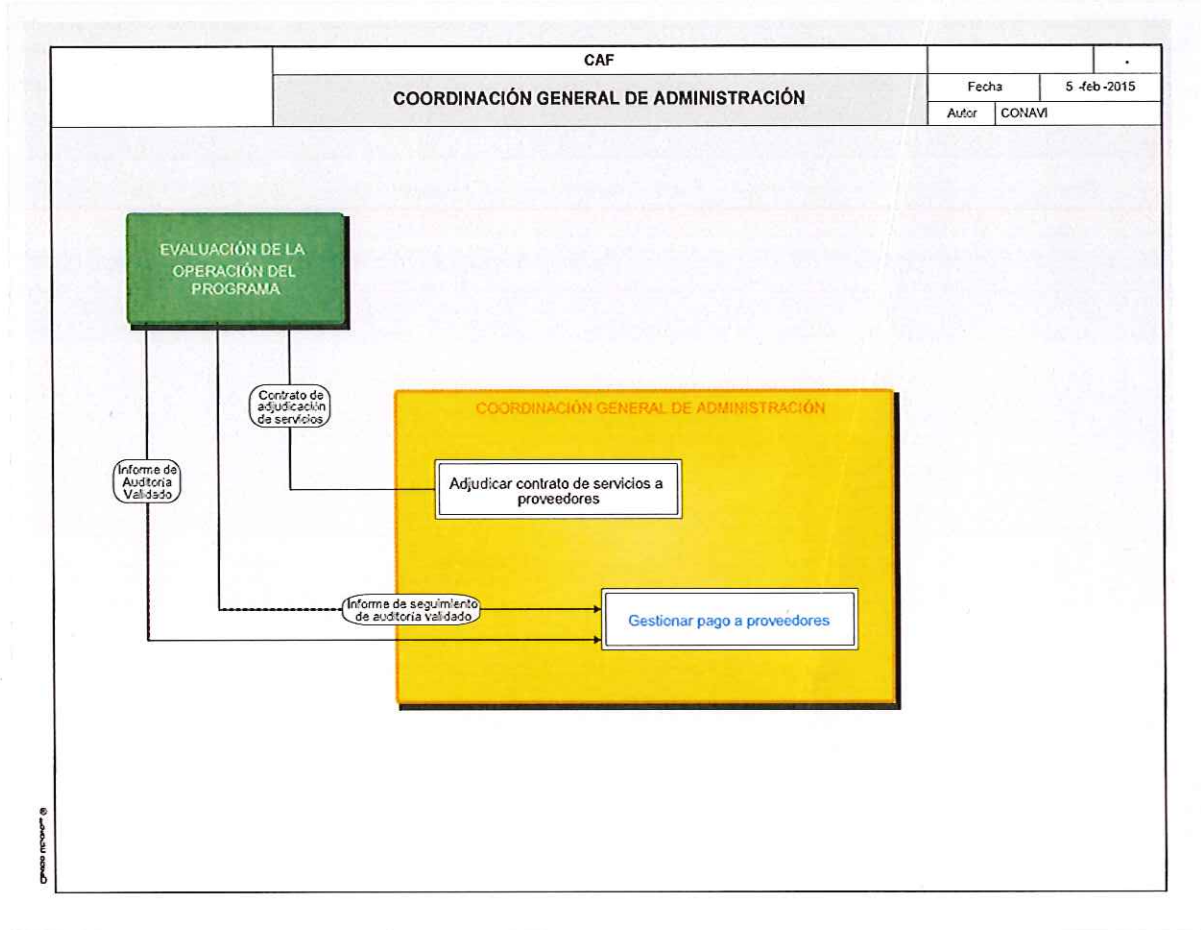 CAF
.
COORDINACIÓN GENERAL DE ADMINISTRACIÓN
Fecha
5 -feb -2015
Autor
CONAVI
EVALUACIÓN DE LA
OPERACIÓN DEL
PROGRAMA
Contrato de
adjudicación
de servicios
COORDINACIÓN GENERAL DE ADMINISTRACIÓN
Informe de
Auditoría
Validado
Adjudicar contrato de servicios a
proveedores
Informe de seguimiento
de auditoría validado
Gestionar pago a proveedores